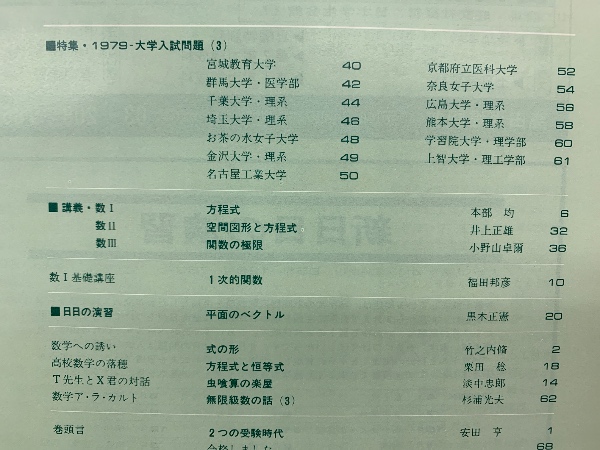 ■特集・1979-大学入試問題(3)
宮城教育大学 40
群馬大学・医学部 42
千葉大学・理系 44
埼玉大学・理系 46
お茶の水女子大学 48
金沢大学・理系 49
名古屋工業大学 50
京都府立医科大学 52
奈良女子大学 54
広島大学・理系 56
熊本大学・理系 58
学習院大学・理学部 60
上智大学・理工学部 61
■講義・数Ⅰ 方程式 本部 均 6
数Ⅱ 空間図形と方程式 井上正雄 32
数Ⅲ 関数の極限 小野山卓爾 36
数Ⅰ基礎講座 1次的関数 福田邦彦 10
■日日の演習 平面のベクトル 黒木正憲 20
数学への誘い 式の形 竹之内脩 2
高校数学の落穂 方程式と恒等式 栗田 稔 18
T先生とX君の対話 虫喰算の楽屋 淡中忠郎 14
数学ア・ラ・カルト 無限級数の話(3) 杉浦光夫 62
巻頭言 2つの受験時代 安田 亨 1
合格しました 68